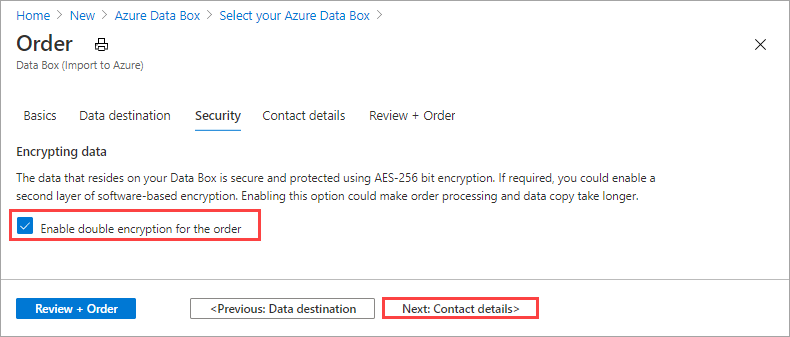 Home > New > Azure Data Box > Select your Azure Data Box >
Order
Data Box (Import to Azure)
Basics Data destination Security Contact details Review + Order
Encrypting data
The data that resides on your Data Box is secure and protected using AES-256 bit encryption. If required, you could enable a
second layer of software-based encryption. Enabling this option could make order processing and data copy take longer.
Enable double encryption for the order
Review + Order <Previous: Data destination Next: Contact details>